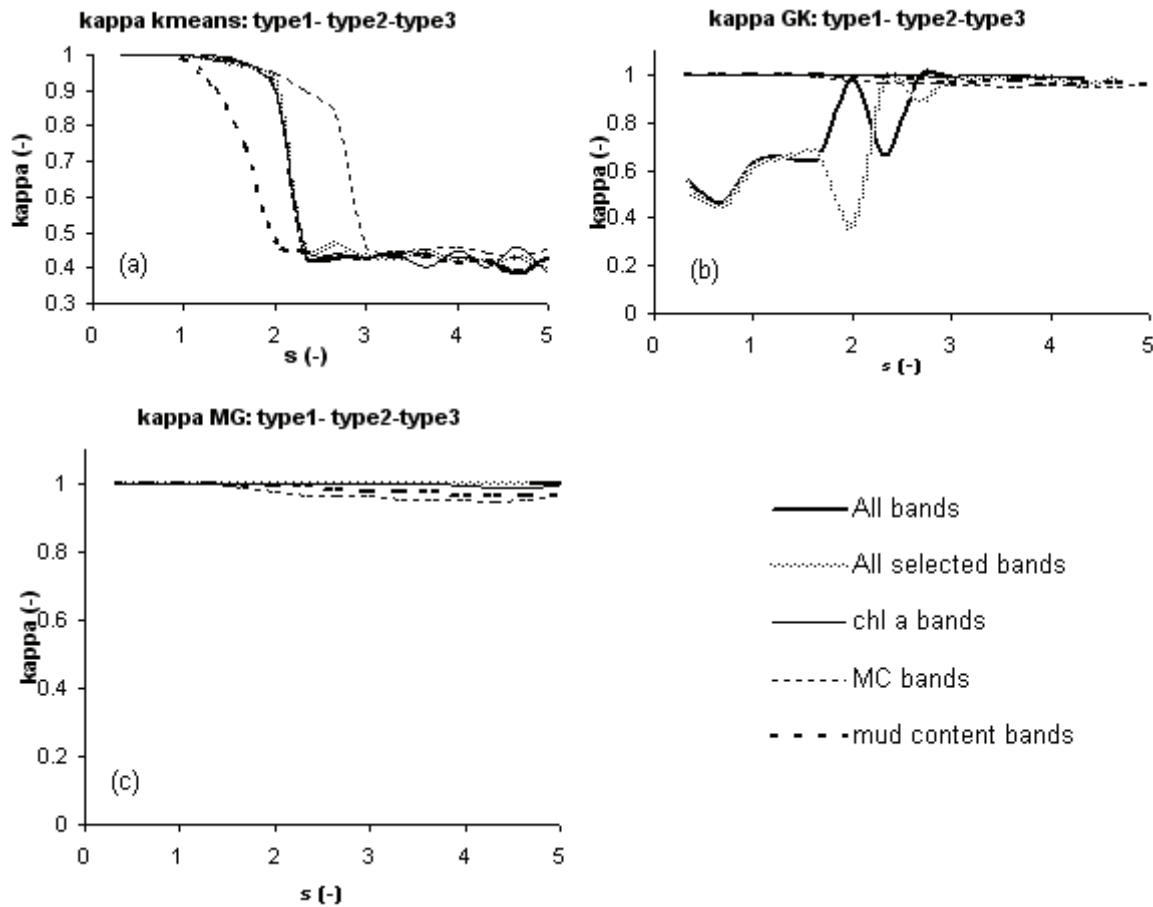 kappa kmeans: type1- type2-type3
kappa (-)
1
0.9
0.8
0.7
0.6
0.5
0.4
0.3
(a)
0 1 2 3 4 5
s (-)
kappa GK: type1- type2-type3
kappa (-)
1
0.8
0.6
0.4
0.2
0
(b)
0 1 2 3 4 5
s (-)
kappa MG: type1- type2-type3
kappa (-)
1
0.8
0.6
0.4
0.2
0
(c)
0 1 2 3 4 5
s (-)
All bands
All selected bands
chl a bands
MC bands
mud content bands